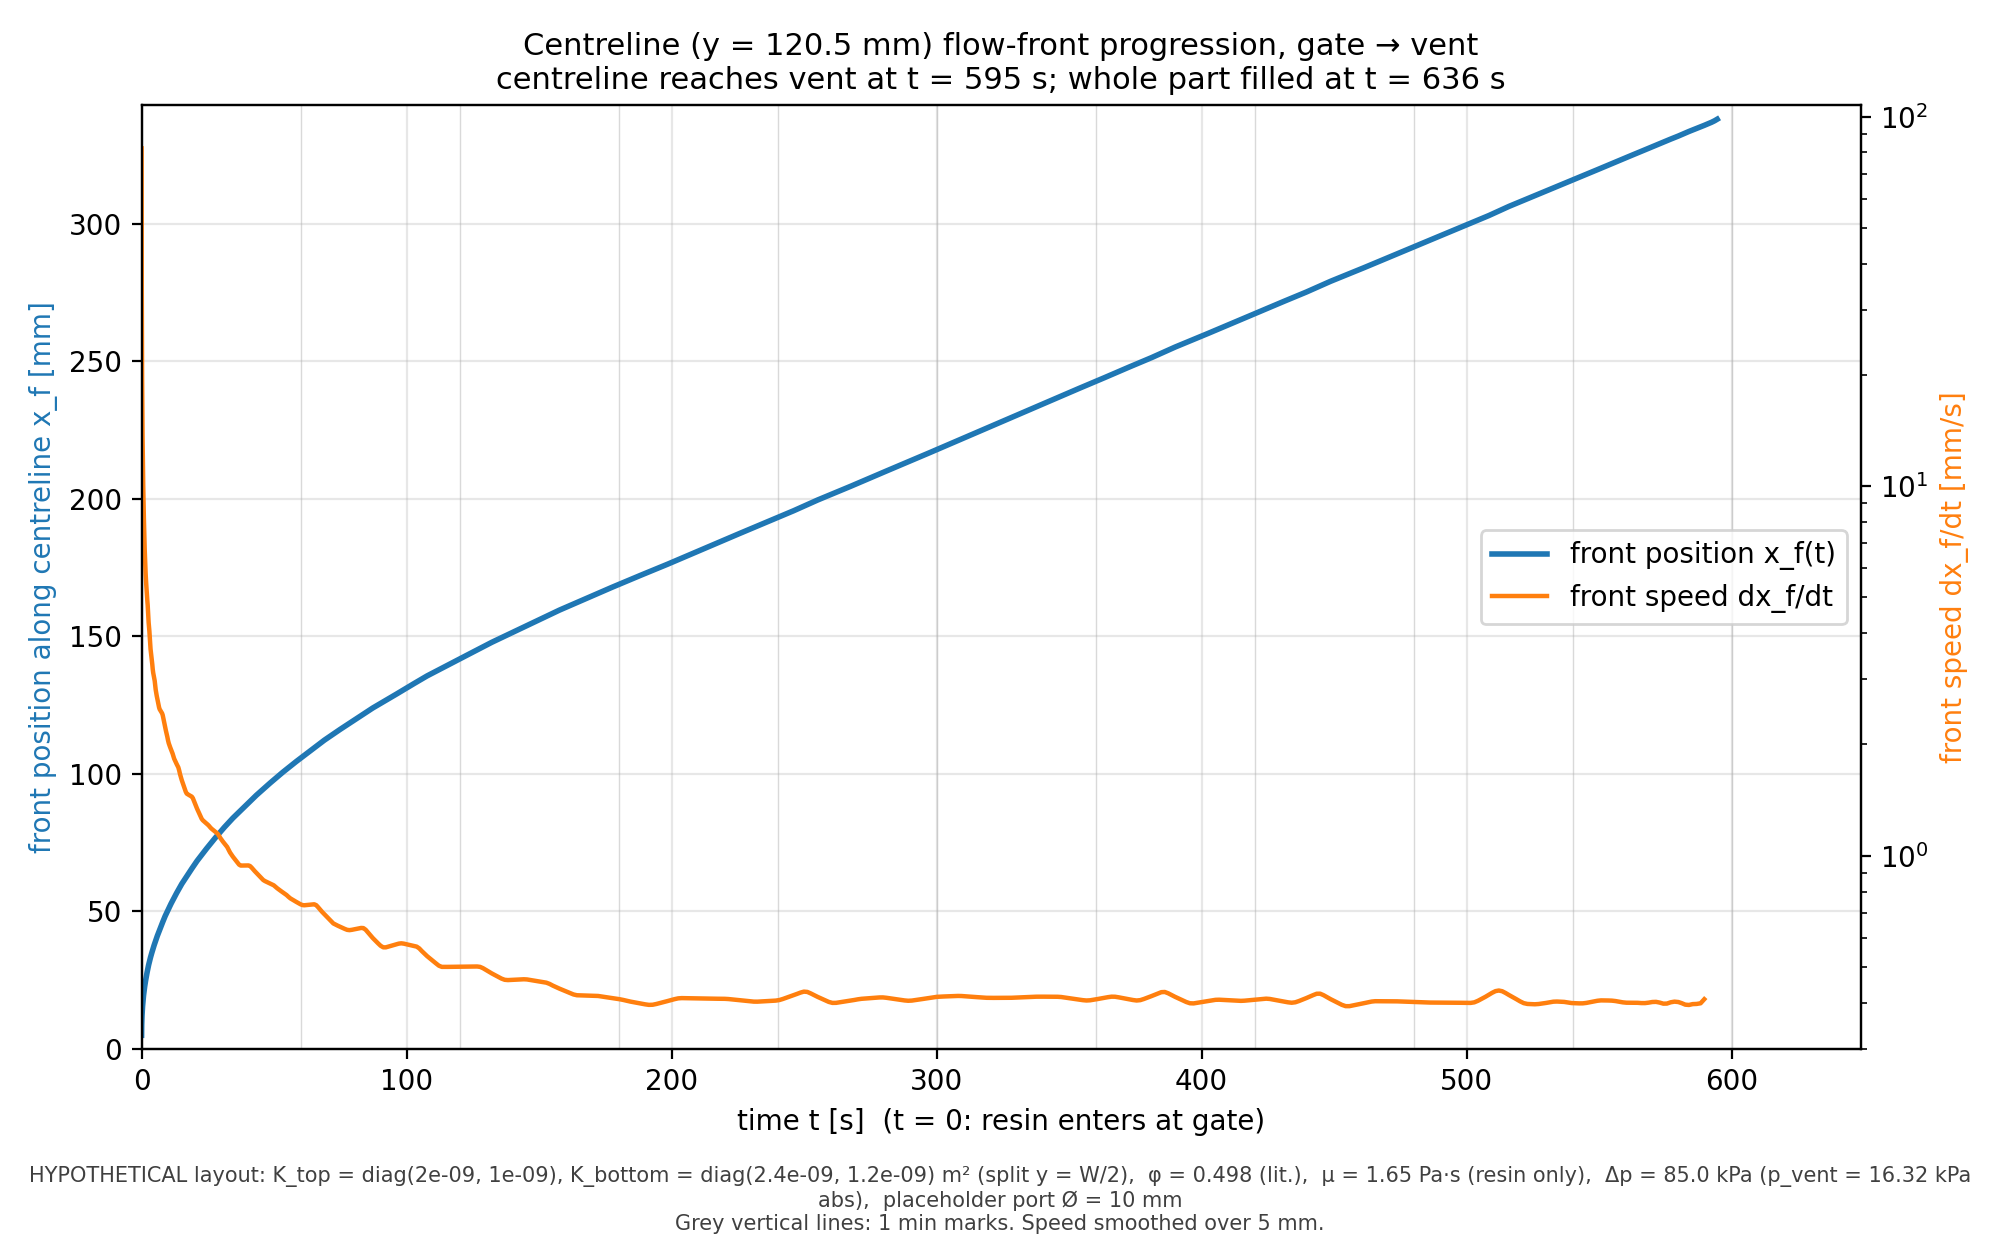 Centreline (y = 120.5 mm) flow-front progression, gate → vent
centreline reaches vent at t = 595 s; whole part filled at t = 636 s
front position along centreline x_f [mm]
300
250
200
150
100
50
0
0
100
200
300
400
500
600
time t [s]  (t = 0: resin enters at gate)
10²
10¹
10⁰
front speed dx_f/dt [mm/s]
front position x_f(t)
front speed dx_f/dt
HYPOTHETICAL layout: K_top = diag(2e-09, 1e-09), K_bottom = diag(2.4e-09, 1.2e-09) m² (split y = W/2),  φ = 0.498 (lit.),  μ = 1.65 Pa·s (resin only),  Δp = 85.0 kPa (p_vent = 16.32 kPa
abs),  placeholder port Ø = 10 mm
Grey vertical lines: 1 min marks. Speed smoothed over 5 mm.